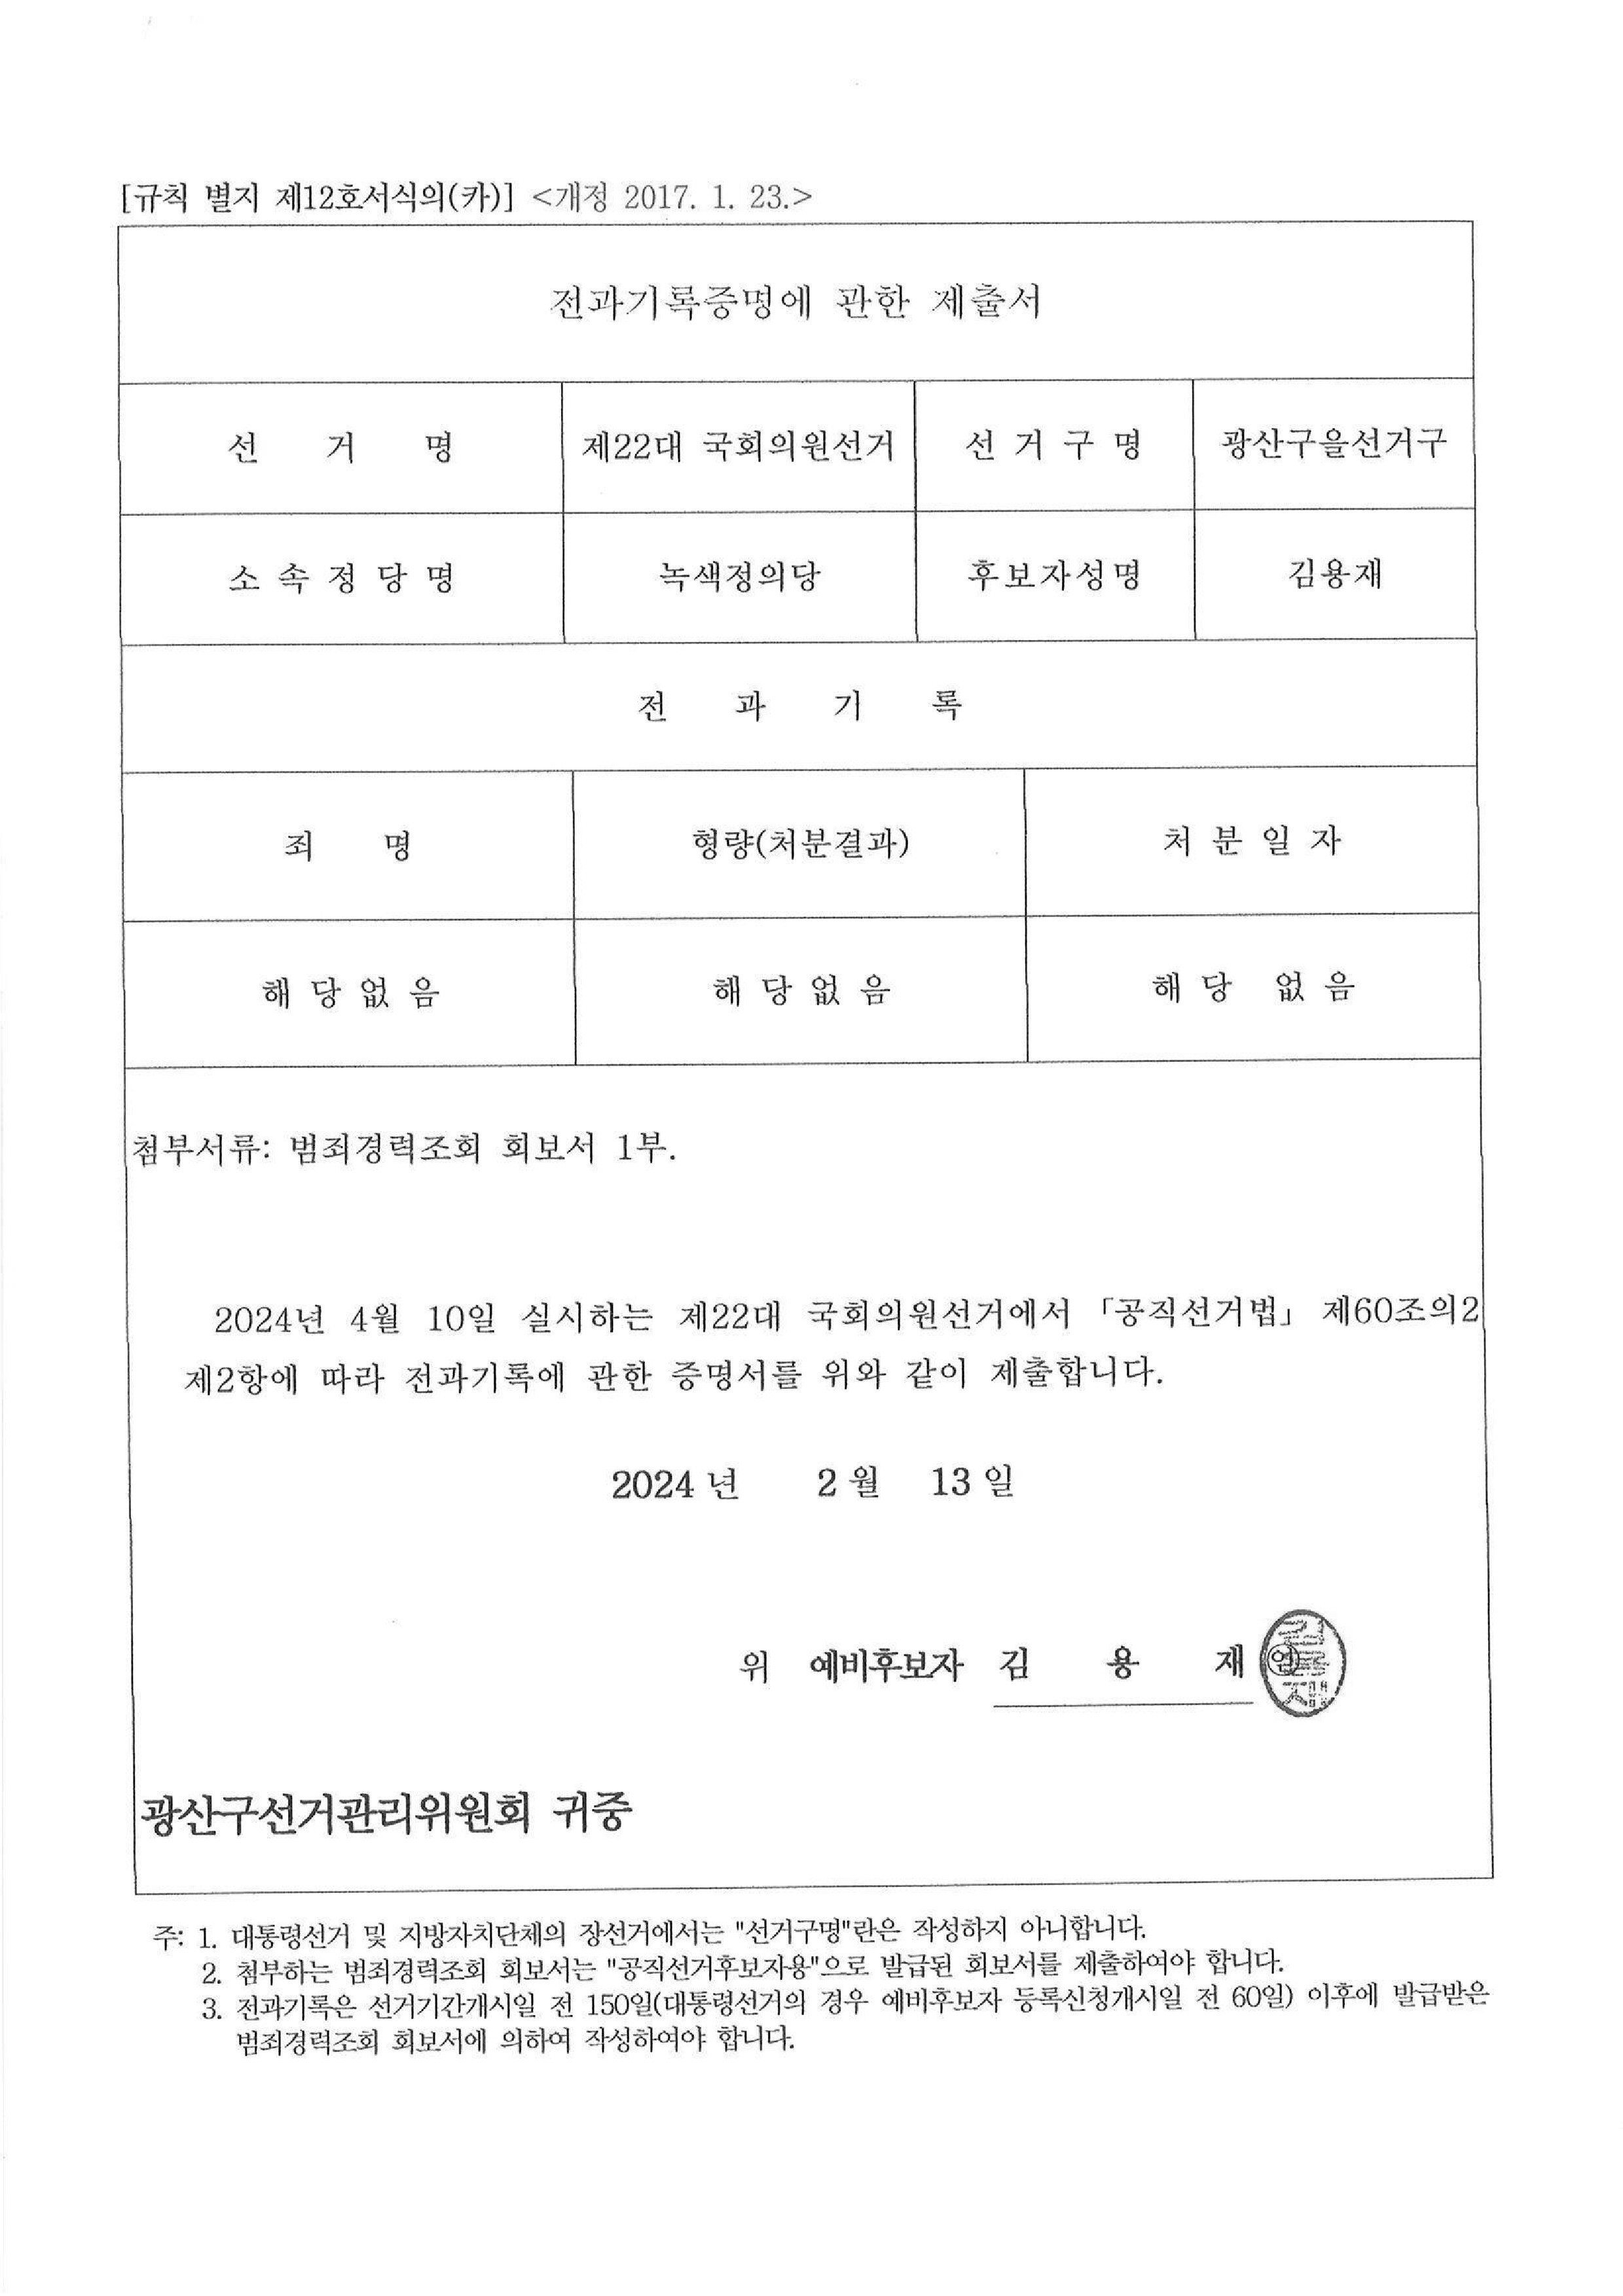 [규칙 별지 제12호서식의(카)] <개정 2017. 1. 23.>
전과기록증명에 관한 제출서
선 거 명 제22대 국회의원선거 선 거 구 명 광산구을선거구
소 속 정 당 명 녹색정의당 후보자성명 김용재
전 과 기 록
죄 명 형량(처분결과) 처 분 일 자
해 당 없 음 해 당 없 음 해 당 없 음
첨부서류: 범죄경력조회 회보서 1부.
2024년 4월 10일 실시하는 제22대 국회의원선거에서 「공직선거법」 제60조의2
제2항에 따라 전과기록에 관한 증명서를 위와 같이 제출합니다.
2024 년 2 월 13 일
위 예비후보자 김 용 재 ㊞
김
용
재
광산구선거관리위원회 귀중
주: 1. 대통령선거 및 지방자치단체의 장선거에서는 "선거구명"란은 작성하지 아니합니다.
2. 첨부하는 범죄경력조회 회보서는 "공직선거후보자용"으로 발급된 회보서를 제출하여야 합니다.
3. 전과기록은 선거기간개시일 전 150일(대통령선거의 경우 예비후보자 등록신청개시일 전 60일) 이후에 발급받은
범죄경력조회 회보서에 의하여 작성하여야 합니다.